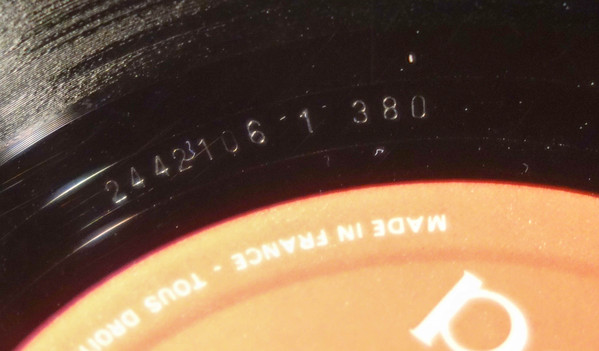 2442106 - 1 380
MADE IN FRANCE - TOUS DROI
p